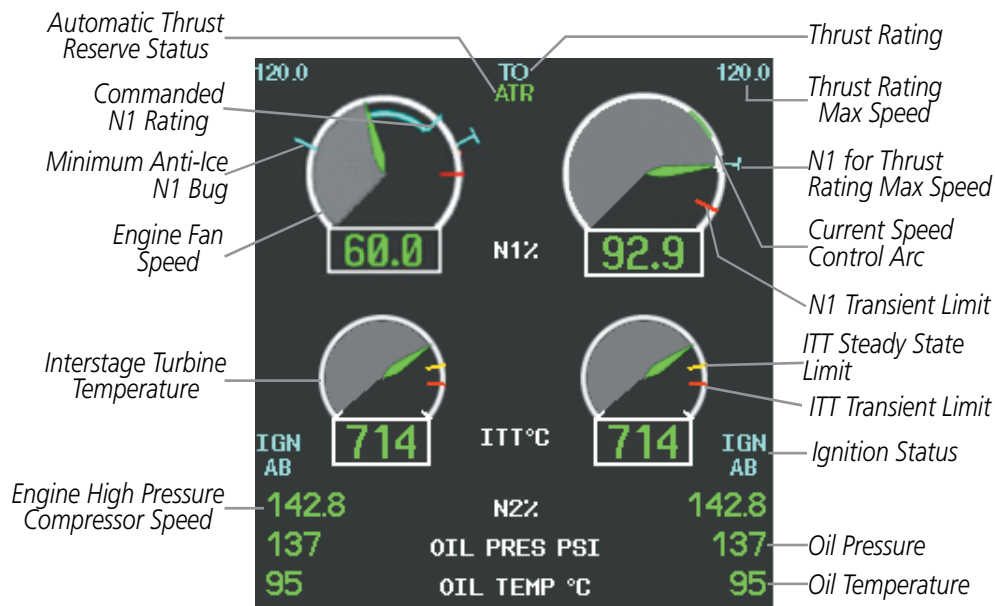 Automatic Thrust
Reserve Status
Thrust Rating
120.0 TO 120.0
ATR
Commanded
N1 Rating
Thrust Rating
Max Speed
Minimum Anti-Ice
N1 Bug
N1 for Thrust
Rating Max Speed
Engine Fan
Speed
Current Speed
Control Arc
60.0 N1% 92.9
N1 Transient Limit
Interstage Turbine
Temperature
ITT Steady State
Limit
ITT Transient Limit
714 ITT°C 714
IGN IGN
AB AB
Ignition Status
Engine High Pressure
Compressor Speed
142.8 N2% 142.8
137 OIL PRES PSI 137 Oil Pressure
95 OIL TEMP °C 95 Oil Temperature